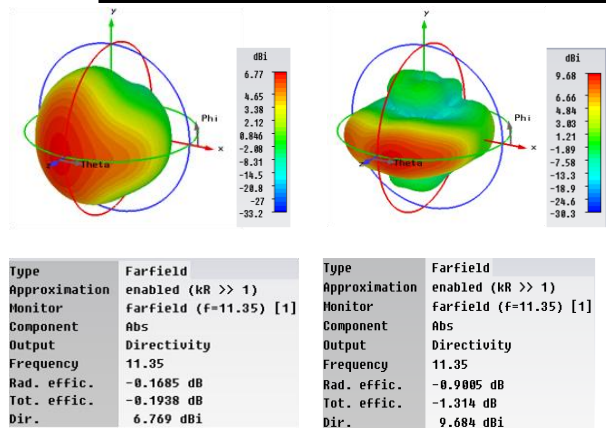 y
dBi
6.77
4.65
3.38
2.12
0.846
-2.08
-8.31
-14.5
-20.8
-27
-33.2
Phi
x
z
Theta
y
dBi
9.68
6.66
4.84
3.03
1.21
-1.89
-7.58
-13.3
-18.9
-24.6
-30.3
Phi
x
z
Theta
Type Farfield
Approximation enabled (kR >> 1)
Monitor farfield (f=11.35) [1]
Component Abs
Output Directivity
Frequency 11.35
Rad. effic. -0.1685 dB
Tot. effic. -0.1938 dB
Dir. 6.769 dBi
Type Farfield
Approximation enabled (kR >> 1)
Monitor farfield (f=11.35) [1]
Component Abs
Output Directivity
Frequency 11.35
Rad. effic. -0.9005 dB
Tot. effic. -1.314 dB
Dir. 9.684 dBi